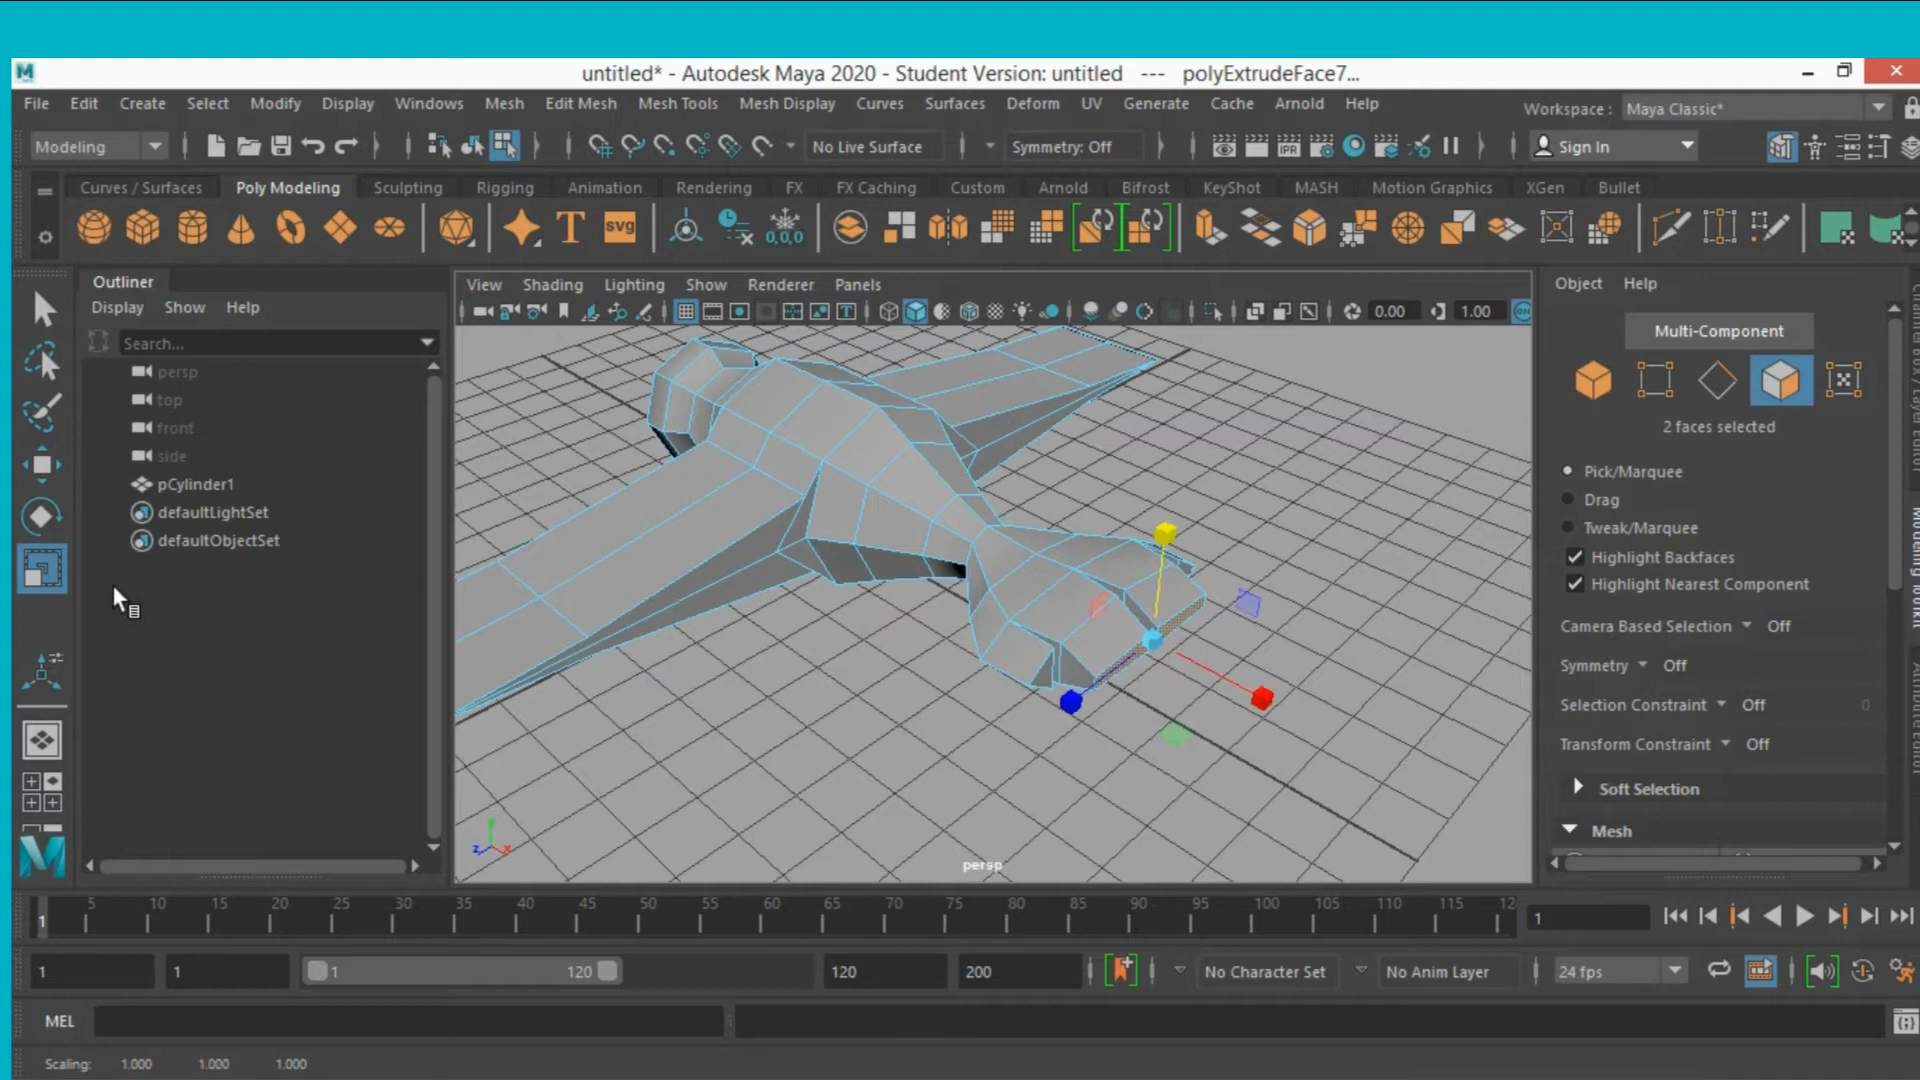 untitled* - Autodesk Maya 2020 - Student Version: untitled --- polyExtrudeFace7...
File Edit Create Select Modify Display Windows Mesh Edit Mesh Mesh Tools Mesh Display Curves Surfaces Deform UV Generate Cache Arnold Help
Workspace : Maya Classic*
Modeling No Live Surface Symmetry: Off IPR Sign In
Curves / Surfaces Poly Modeling Sculpting Rigging Animation Rendering FX FX Caching Custom Arnold Bifrost KeyShot MASH Motion Graphics XGen Bullet
T svg 0,0,0
Outliner
Display Show Help
Search...
persp
top
front
side
pCylinder1
defaultLightSet
defaultObjectSet
View Shading Lighting Show Renderer Panels
0.00 1.00
persp
Object Help
Multi-Component
2 faces selected
Pick/Marquee
Drag
Tweak/Marquee
Highlight Backfaces
Highlight Nearest Component
Camera Based Selection Off
Symmetry Off
Selection Constraint Off 0
Transform Constraint Off
Soft Selection
Mesh
1 5 10 15 20 25 30 35 40 45 50 55 60 65 70 75 80 85 90 95 100 105 110 115 12
1
1 1 1 120 120 200 No Character Set No Anim Layer 24 fps
MEL
Scaling: 1.000 1.000 1.000